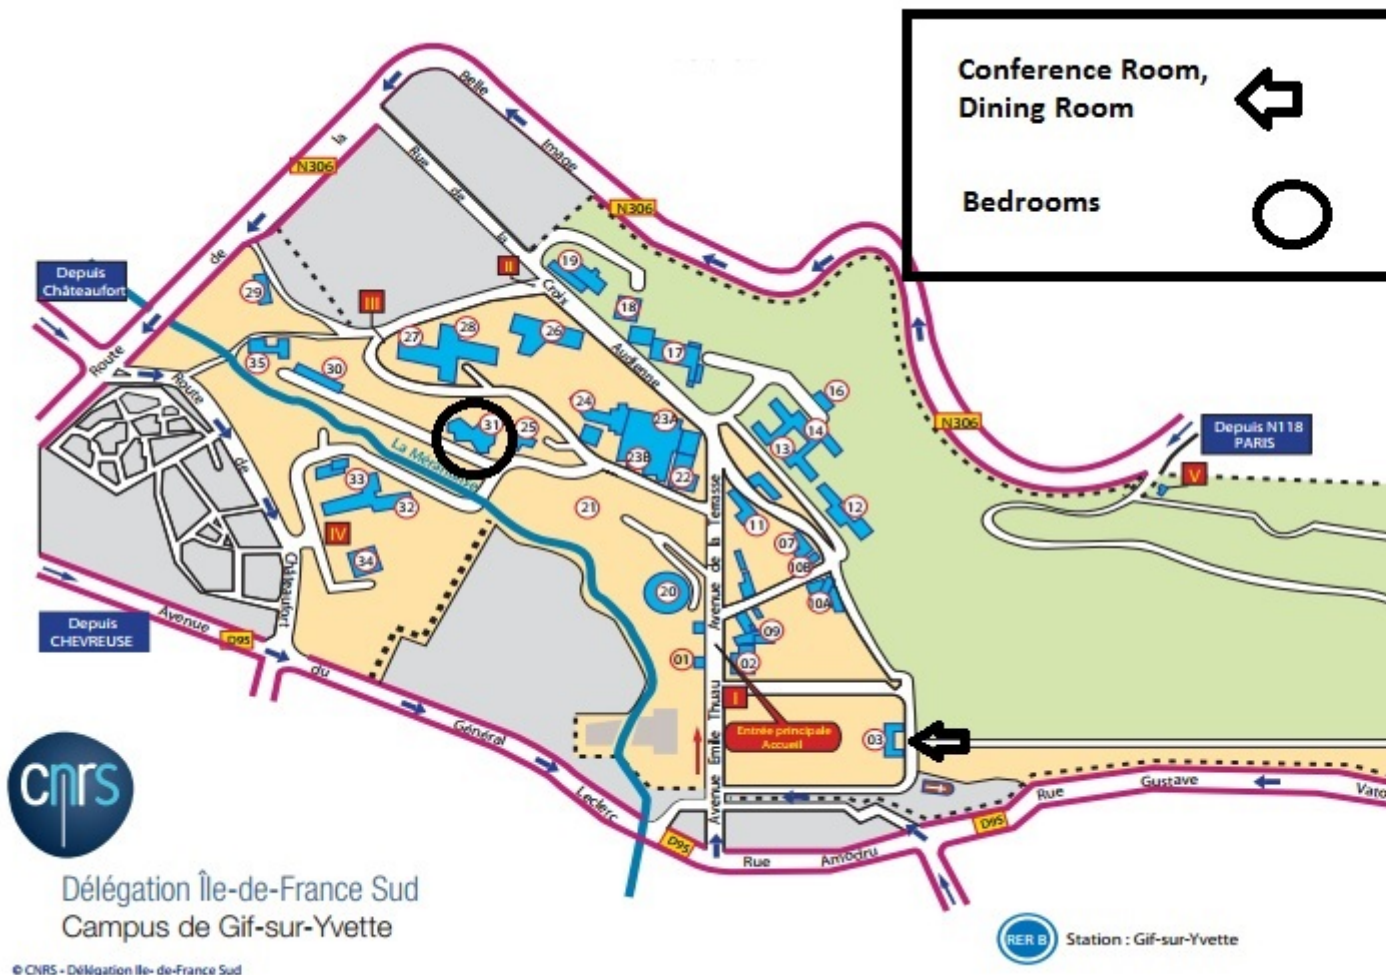 Conference Room,
Dining Room
Bedrooms
Belle
Image
la
de
Route
N306
N306
N306
Rue
de
la
Croix
Audienne
Depuis
Châteaufort
Depuis N118
PARIS
Depuis
CHEVREUSE
II
III
IV
V
I
19
18
17
16
14
13
12
29
27
28
26
35
30
31
25
24
23A
23B
22
21
20
11
07
10B
10A
09
02
01
03
33
32
34
Route
de
Châteaufort
Avenue de la Terrasse
Avenue Emile Thuau
Entrée principale
Accueil
Avenue
D95
du
Général
Leclerc
D95
Rue
Amodru
D95
Rue
Gustave
cnrs
Délégation Île-de-France Sud
Campus de Gif-sur-Yvette
© CNRS - Délégation Ile- de-France Sud
RER B
Station : Gif-sur-Yvette